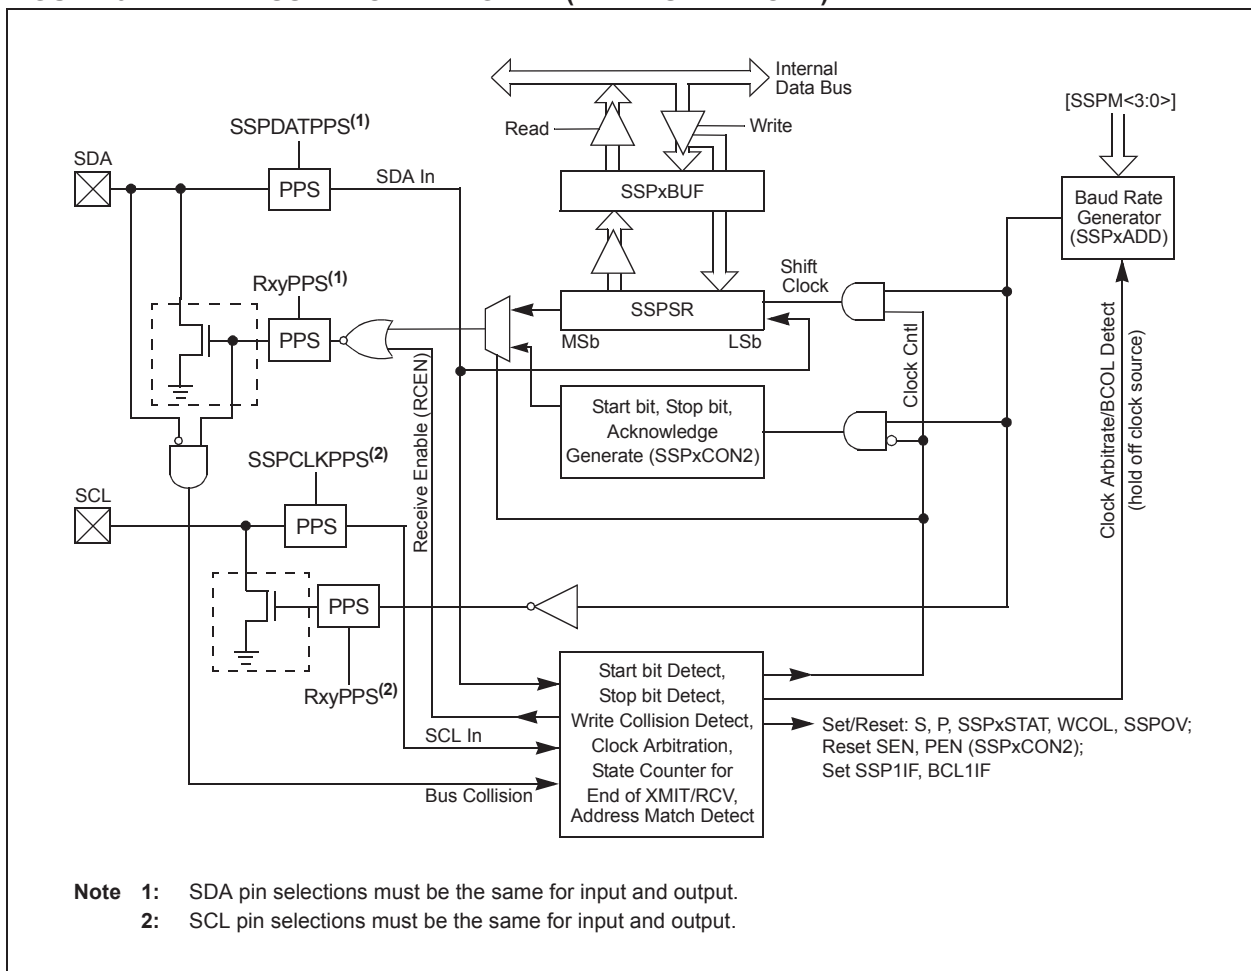 Internal
Data Bus
[SSPM<3:0>]
SSPDATPPS(1)
Read
Write
SDA
PPS
SDA In
SSPxBUF
Baud Rate
Generator
(SSPxADD)
RxyPPS(1)
Shift
Clock
PPS
SSPSR
MSb
LSb
Clock Cntl
Receive Enable (RCEN)
Clock Arbitrate/BCOL Detect
(hold off clock source)
Start bit, Stop bit,
Acknowledge
Generate (SSPxCON2)
SSPCLKPPS(2)
SCL
PPS
PPS
RxyPPS(2)
Start bit Detect,
Stop bit Detect,
Write Collision Detect,
Clock Arbitration,
State Counter for
End of XMIT/RCV,
Address Match Detect
SCL In
Bus Collision
Set/Reset: S, P, SSPxSTAT, WCOL, SSPOV;
Reset SEN, PEN (SSPxCON2);
Set SSP1IF, BCL1IF
Note 1: SDA pin selections must be the same for input and output.
2: SCL pin selections must be the same for input and output.